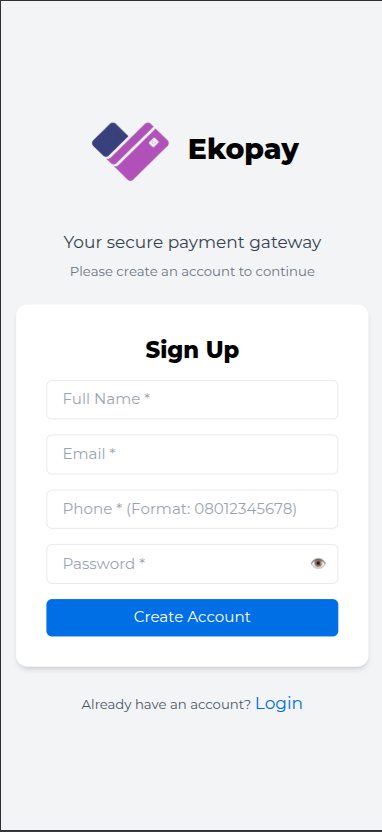 Ekopay
Your secure payment gateway
Please create an account to continue
Sign Up
Full Name *
Email *
Phone * (Format: 08012345678)
Password *
Create Account
Already have an account? Login